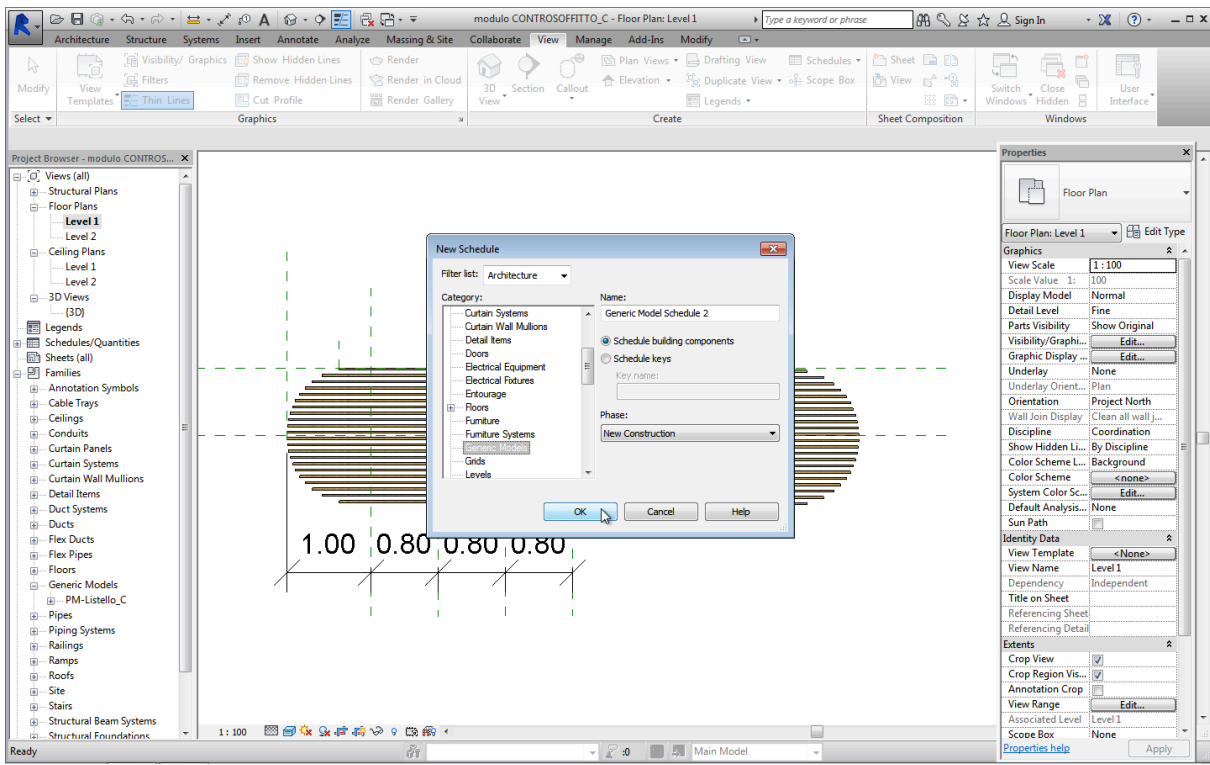 modulo CONTROSOFFITTO_C - Floor Plan: Level 1
Type a keyword or phrase
Sign In
Architecture Structure Systems Insert Annotate Analyze Massing & Site Collaborate View Manage Add-Ins Modify
Visibility/ Graphics Show Hidden Lines Render Plan Views Drafting View Schedules Sheet
Filters Remove Hidden Lines Render in Cloud Elevation Duplicate View Scope Box View
Modify View Templates Thin Lines Cut Profile Render Gallery 3D View Section Callout Legends Switch Windows Close Hidden User Interface
Select Graphics Create Sheet Composition Windows
Project Browser - modulo CONTROS...
Views (all)
Structural Plans
Floor Plans
Level 1
Level 2
Ceiling Plans
Level 1
Level 2
3D Views
{3D}
Legends
Schedules/Quantities
Sheets (all)
Families
Annotation Symbols
Cable Trays
Ceilings
Conduits
Curtain Panels
Curtain Systems
Curtain Wall Mullions
Detail Items
Duct Systems
Ducts
Flex Ducts
Flex Pipes
Floors
Generic Models
PM-Listello_C
Pipes
Piping Systems
Railings
Ramps
Roofs
Site
Stairs
Structural Beam Systems
Structural Foundations
New Schedule
Filter list: Architecture
Category:
Curtain Systems
Curtain Wall Mullions
Detail Items
Doors
Electrical Equipment
Electrical Fixtures
Entourage
Floors
Furniture
Furniture Systems
Generic Models
Grids
Levels
Name:
Generic Model Schedule 2
Schedule building components
Schedule keys
Key name:
Phase:
New Construction
OK Cancel Help
1.00 0.80 0.80 0.80
Properties
Floor Plan
Floor Plan: Level 1 Edit Type
Graphics
View Scale 1 : 100
Scale Value 1: 100
Display Model Normal
Detail Level Fine
Parts Visibility Show Original
Visibility/Graphi... Edit...
Graphic Display ... Edit...
Underlay None
Underlay Orient... Plan
Orientation Project North
Wall Join Display Clean all wall j...
Discipline Coordination
Show Hidden Li... By Discipline
Color Scheme L... Background
Color Scheme <none>
System Color Sc... Edit...
Default Analysis... None
Sun Path
Identity Data
View Template <None>
View Name Level 1
Dependency Independent
Title on Sheet
Referencing Sheet
Referencing Detail
Extents
Crop View
Crop Region Vis...
Annotation Crop
View Range Edit...
Associated Level Level 1
Scope Box None
Properties help Apply
1 : 100
Ready :0 Main Model